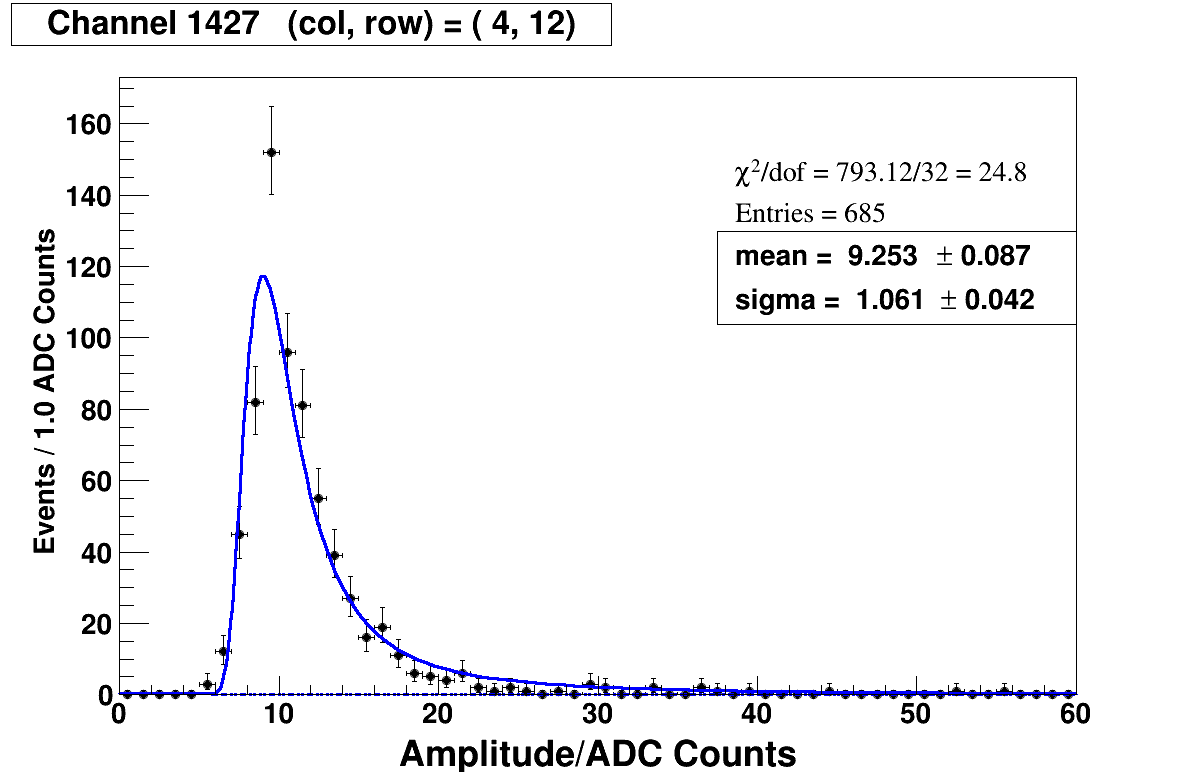 Channel 1427 (col, row) = ( 4, 12)
χ²/dof = 793.12/32 = 24.8
Entries = 685
mean = 9.253 ± 0.087
sigma = 1.061 ± 0.042
Events / 1.0 ADC Counts
160
140
120
100
80
60
40
20
0
0 10 20 30 40 50 60
Amplitude/ADC Counts